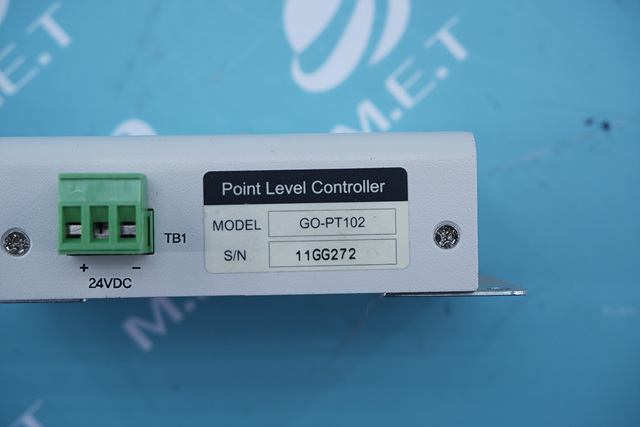 M.E.T
M.E.T
Point Level Controller
MODEL GO-PT102
S/N 11GG272
TB1
+ −
24VDC